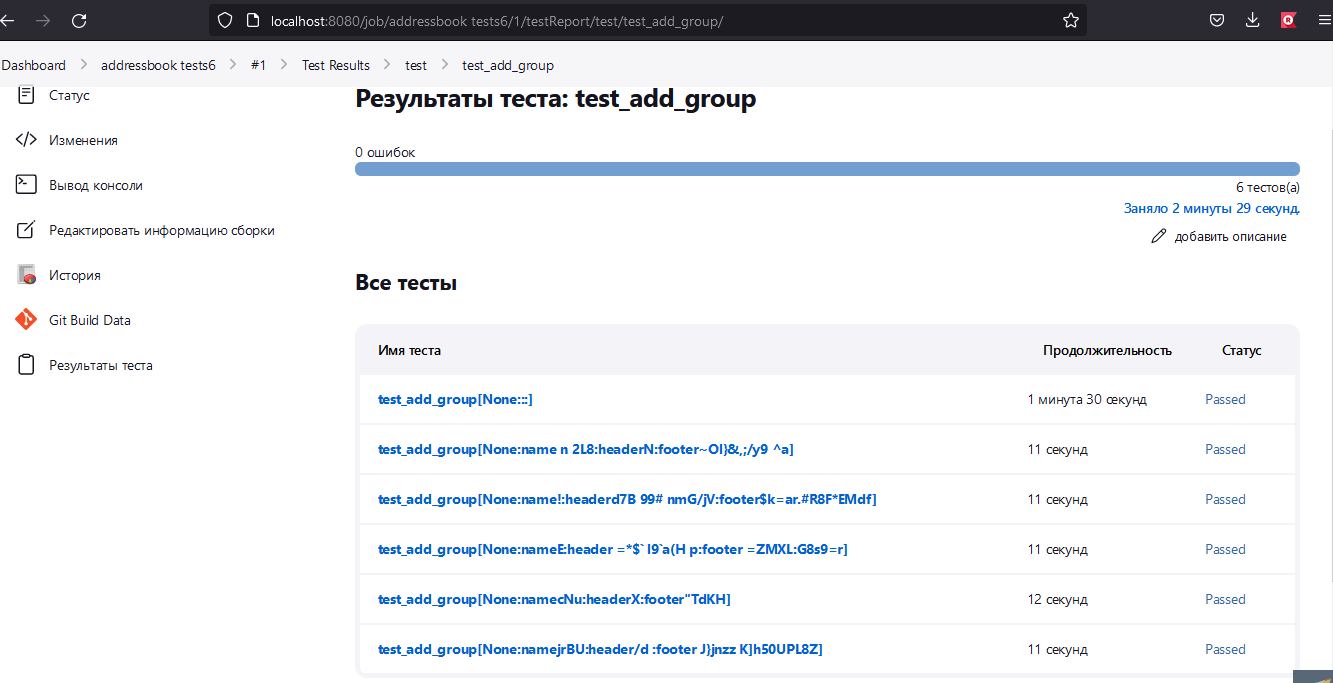 localhost:8080/job/addressbook tests6/1/testReport/test/test_add_group/
Dashboard > addressbook tests6 > #1 > Test Results > test > test_add_group
Статус
Изменения
Вывод консоли
Редактировать информацию сборки
История
Git Build Data
Результаты теста
Результаты теста: test_add_group
0 ошибок
6 тестов(а)
Заняло 2 минуты 29 секунд.
добавить описание
Все тесты
Имя теста Продолжительность Статус
test_add_group[None:::] 1 минута 30 секунд Passed
test_add_group[None:name n 2L8:headerN:footer~OI}&,;/y9 ^a] 11 секунд Passed
test_add_group[None:name!:headerd7B 99# nmG/jV:footer$k=ar.#R8F*EMdf] 11 секунд Passed
test_add_group[None:nameE:header =*$`I9`a(H p:footer =ZMXL:G8s9=r] 11 секунд Passed
test_add_group[None:namecNu:headerX:footer"TdKH] 12 секунд Passed
test_add_group[None:namejrBU:header/d :footer J}jnzz K]h50UPL8Z] 11 секунд Passed